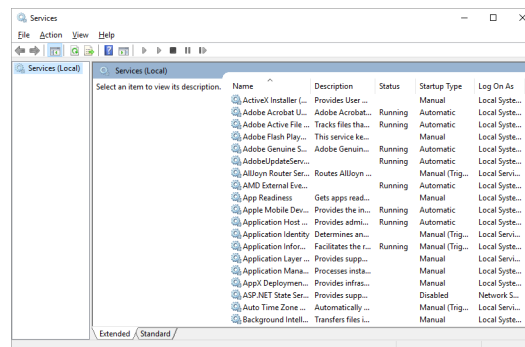 Services
File Action View Help
Services (Local)
Services (Local)
Select an item to view its description.
Name Description Status Startup Type Log On As
ActiveX Installer (... Provides User ... Manual Local Syste...
Adobe Acrobat U... Adobe Acrobat... Running Automatic Local Syste...
Adobe Active File ... Tracks files tha... Running Automatic Local Syste...
Adobe Flash Play... This service ke... Manual Local Syste...
Adobe Genuine S... Adobe Genuin... Running Automatic Local Syste...
AdobeUpdateServ... Running Automatic Local Syste...
AllJoyn Router Ser... Routes AllJoyn ... Manual (Trig... Local Servi...
AMD External Eve... Running Automatic Local Syste...
App Readiness Gets apps read... Manual Local Syste...
Apple Mobile Dev... Provides the in... Running Automatic Local Syste...
Application Host ... Provides admi... Running Automatic Local Syste...
Application Identity Determines an... Manual (Trig... Local Servi...
Application Infor... Facilitates the r... Running Manual (Trig... Local Syste...
Application Layer ... Provides supp... Manual Local Servi...
Application Mana... Processes insta... Manual Local Syste...
AppX Deploymen... Provides infras... Manual Local Syste...
ASP.NET State Ser... Provides supp... Disabled Network S...
Auto Time Zone ... Automatically ... Manual (Trig... Local Servi...
Background Intell... Transfers files i... Manual Local Syste...
Extended Standard